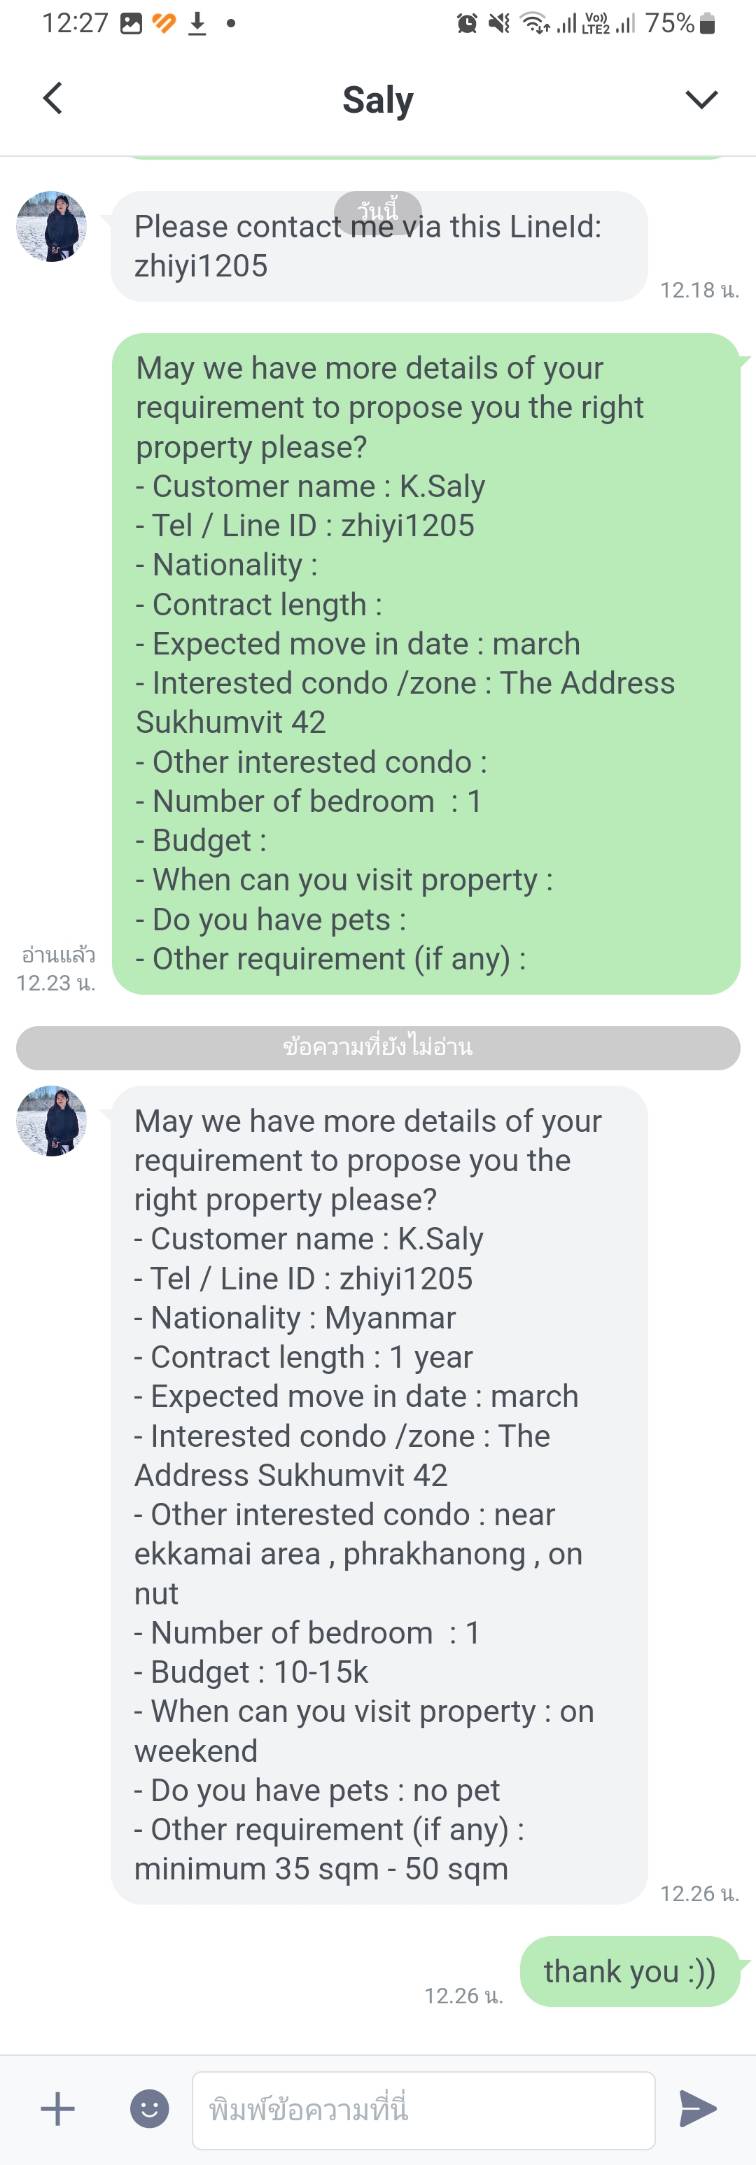 12:27
Vo))
LTE2
75%
Saly
วันนี้
Please contact me via this LineId:
zhiyi1205
12.18 น.
May we have more details of your
requirement to propose you the right
property please?
- Customer name : K.Saly
- Tel / Line ID : zhiyi1205
- Nationality :
- Contract length :
- Expected move in date : march
- Interested condo /zone : The Address
Sukhumvit 42
- Other interested condo :
- Number of bedroom  : 1
- Budget :
- When can you visit property :
- Do you have pets :
- Other requirement (if any) :
อ่านแล้ว
12.23 น.
ข้อความที่ยังไม่อ่าน
May we have more details of your
requirement to propose you the
right property please?
- Customer name : K.Saly
- Tel / Line ID : zhiyi1205
- Nationality : Myanmar
- Contract length : 1 year
- Expected move in date : march
- Interested condo /zone : The
Address Sukhumvit 42
- Other interested condo : near
ekkamai area , phrakhanong , on
nut
- Number of bedroom  : 1
- Budget : 10-15k
- When can you visit property : on
weekend
- Do you have pets : no pet
- Other requirement (if any) :
minimum 35 sqm - 50 sqm
12.26 น.
thank you :))
12.26 น.
พิมพ์ข้อความที่นี่